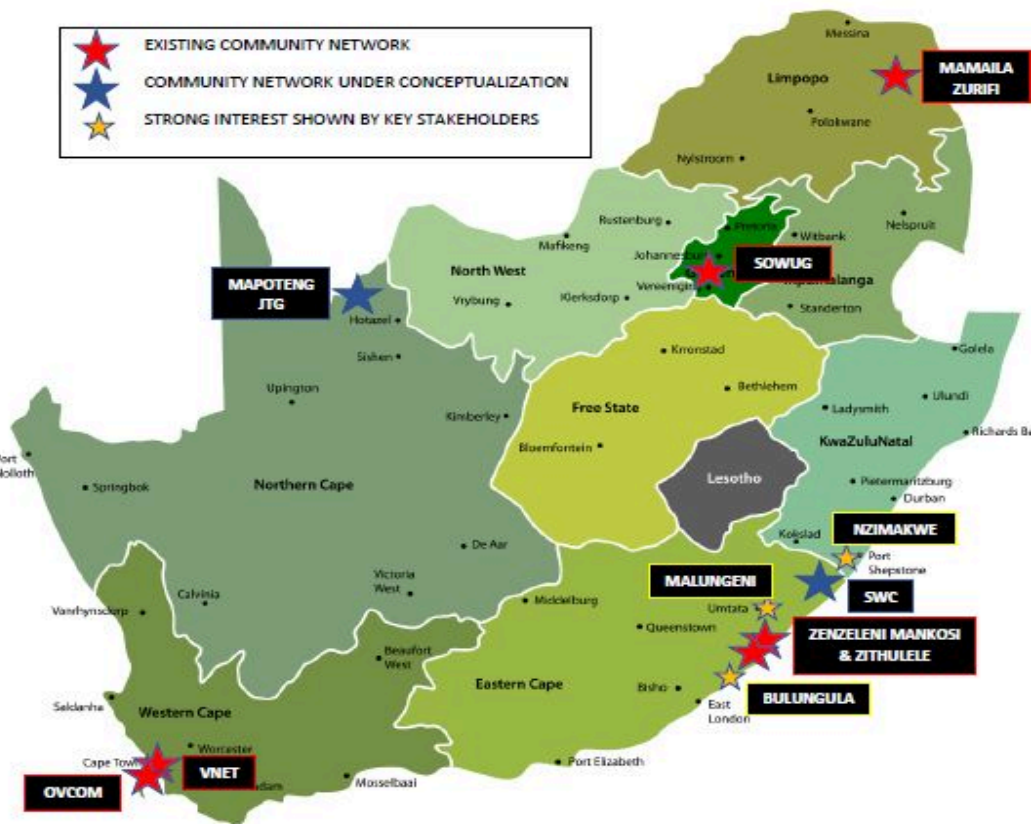 EXISTING COMMUNITY NETWORK
COMMUNITY NETWORK UNDER CONCEPTUALIZATION
STRONG INTEREST SHOWN BY KEY STAKEHOLDERS
Messina
Limpopo
MAMAILA
ZURIFI
Polokwane
Nylstroom
Rustenburg
Pretoria
Nelspruit
Mafikeng
Witbank
Johannesburg
SOWUG
North West
MAPOTENG
JTG
Vereeniging
Vryburg
Klerksdorp
Standerton
Hotazel
Sishen
Krronstad
Golela
Upington
Bethlehem
Ulundi
Free State
Ladysmith
Kimberley
KwaZuluNatal
Richards Ba
Bloemfontein
Lesotho
Northern Cape
Springbok
Pietermaritzburg
Durban
NZIMAKWE
De Aar
Kokslad
Port
Shepstone
MALUNGENI
Victoria
West
SWC
Vanrhynsdorp
Calvinia
Middelburg
Umtata
Queenstown
ZENZELENI MANKOSI
& ZITHULELE
Beaufort
West
Eastern Cape
Bisho
BULUNGULA
Saldanha
Western Cape
East
London
Worcester
Cape Town
VNET
Port Elizabeth
OVCOM
Mosselbaai